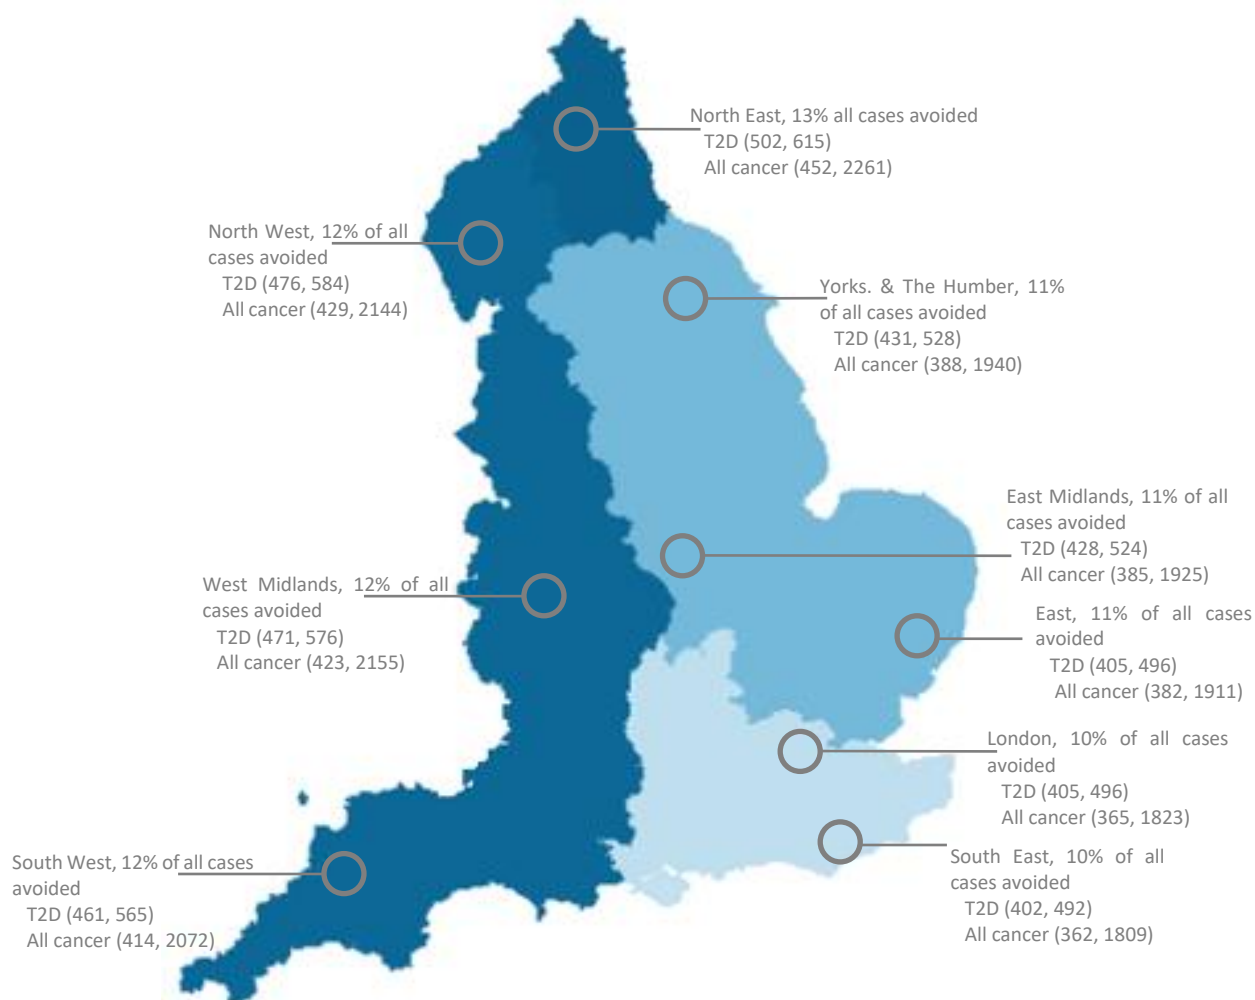 North East, 13% all cases avoided
T2D (502, 615)
All cancer (452, 2261)
North West, 12% of all
cases avoided
T2D (476, 584)
All cancer (429, 2144)
Yorks. & The Humber, 11%
of all cases avoided
T2D (431, 528)
All cancer (388, 1940)
East Midlands, 11% of all
cases avoided
T2D (428, 524)
All cancer (385, 1925)
West Midlands, 12% of all
cases avoided
T2D (471, 576)
All cancer (423, 2155)
East, 11% of all cases
avoided
T2D (405, 496)
All cancer (382, 1911)
London, 10% of all cases
avoided
T2D (405, 496)
All cancer (365, 1823)
South East, 10% of all
cases avoided
T2D (402, 492)
All cancer (362, 1809)
South West, 12% of all cases
avoided
T2D (461, 565)
All cancer (414, 2072)